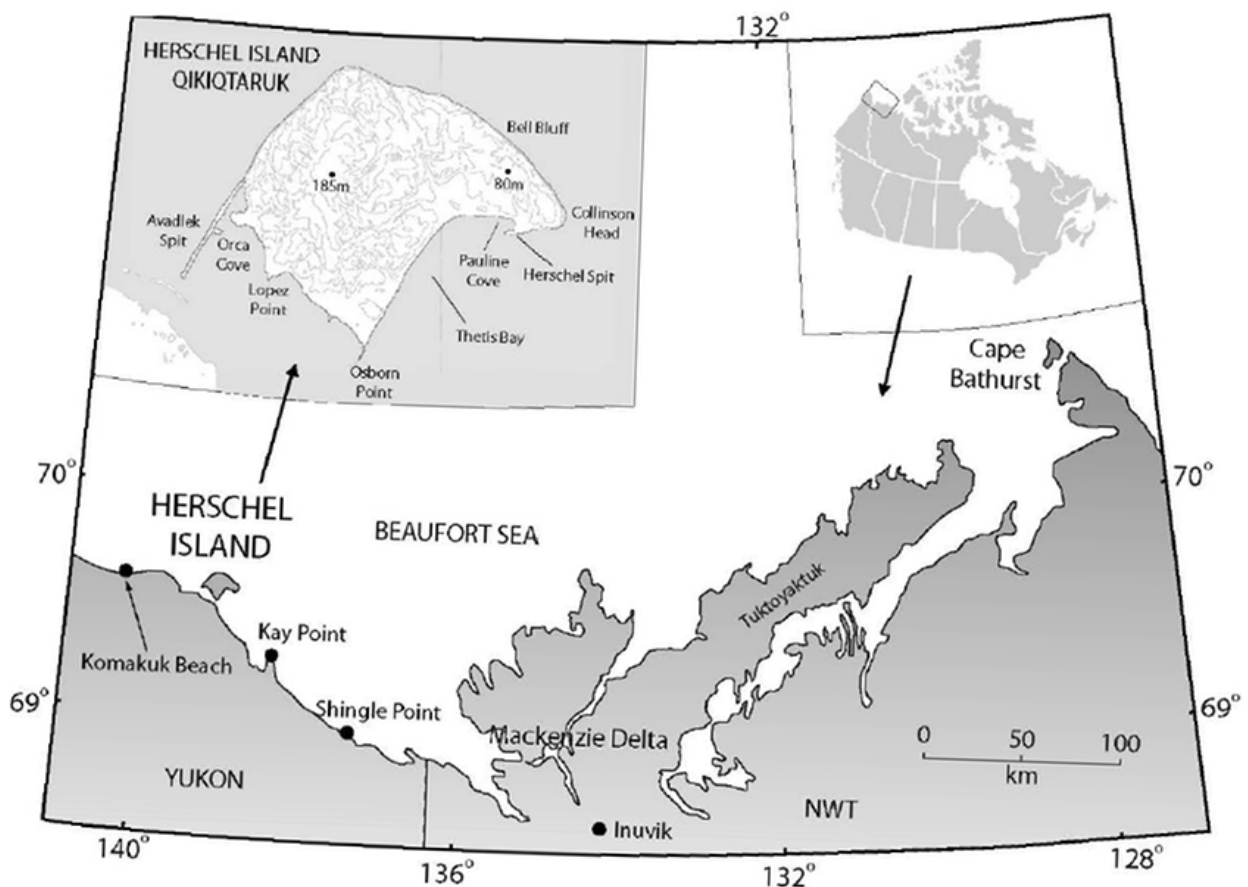 132°
HERSCHEL ISLAND
QIKIQTARUK
Bell Bluff
185m
80m
Avadlek
Spit
Orca
Cove
Collinson
Head
Pauline
Cove
Herschel Spit
Lopez
Point
Thetis Bay
Osborn
Point
Cape
Bathurst
70°
70°
HERSCHEL
ISLAND
BEAUFORT SEA
Tuktoyaktuk
Kay Point
Komakuk Beach
69°
69°
Shingle Point
Mackenzie Delta
0 50 100
km
YUKON
NWT
Inuvik
140°
136°
132°
128°